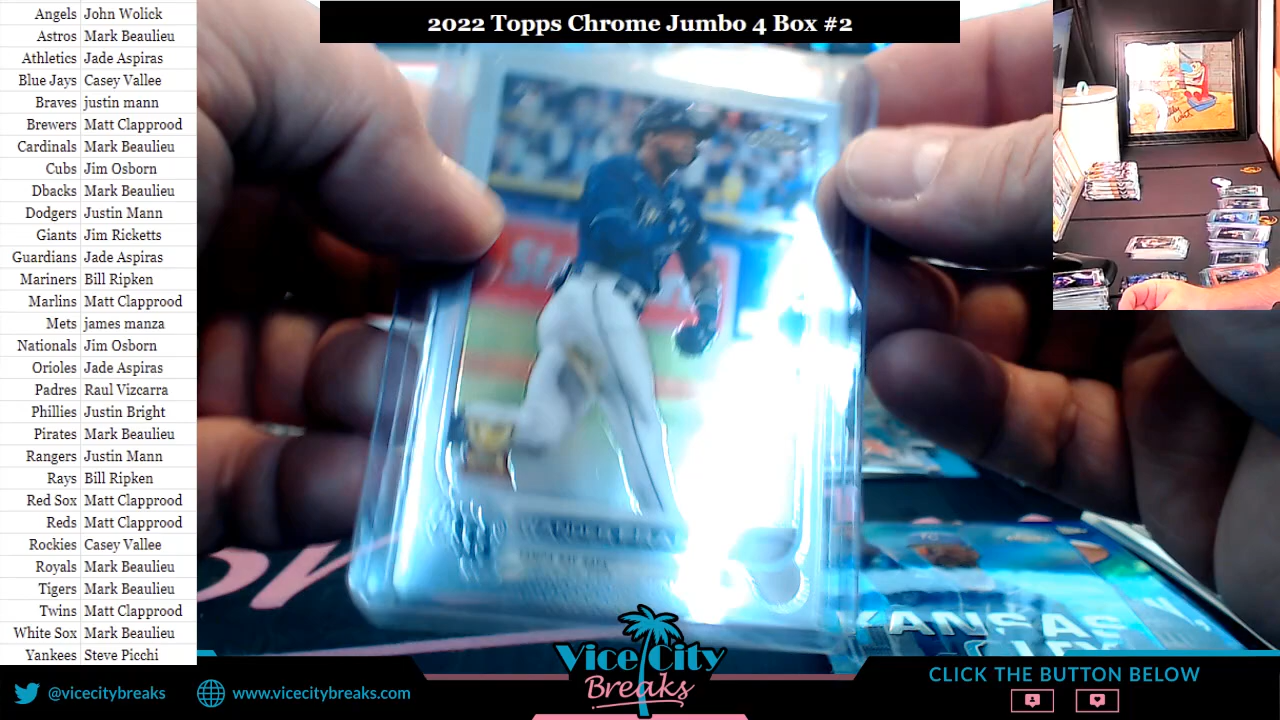 2022 Topps Chrome Jumbo 4 Box #2
Angels John Wolick
Astros Mark Beaulieu
Athletics Jade Aspiras
Blue Jays Casey Vallee
Braves justin mann
Brewers Matt Clapprood
Cardinals Mark Beaulieu
Cubs Jim Osborn
Dbacks Mark Beaulieu
Dodgers Justin Mann
Giants Jim Ricketts
Guardians Jade Aspiras
Mariners Bill Ripken
Marlins Matt Clapprood
Mets james manza
Nationals Jim Osborn
Orioles Jade Aspiras
Padres Raul Vizcarra
Phillies Justin Bright
Pirates Mark Beaulieu
Rangers Justin Mann
Rays Bill Ripken
Red Sox Matt Clapprood
Reds Matt Clapprood
Rockies Casey Vallee
Royals Mark Beaulieu
Tigers Mark Beaulieu
Twins Matt Clapprood
White Sox Mark Beaulieu
Yankees Steve Picchi
WANDER
KANSAS
@vicecitybreaks
www.vicecitybreaks.com
Vice City
Breaks
CLICK THE BUTTON BELOW